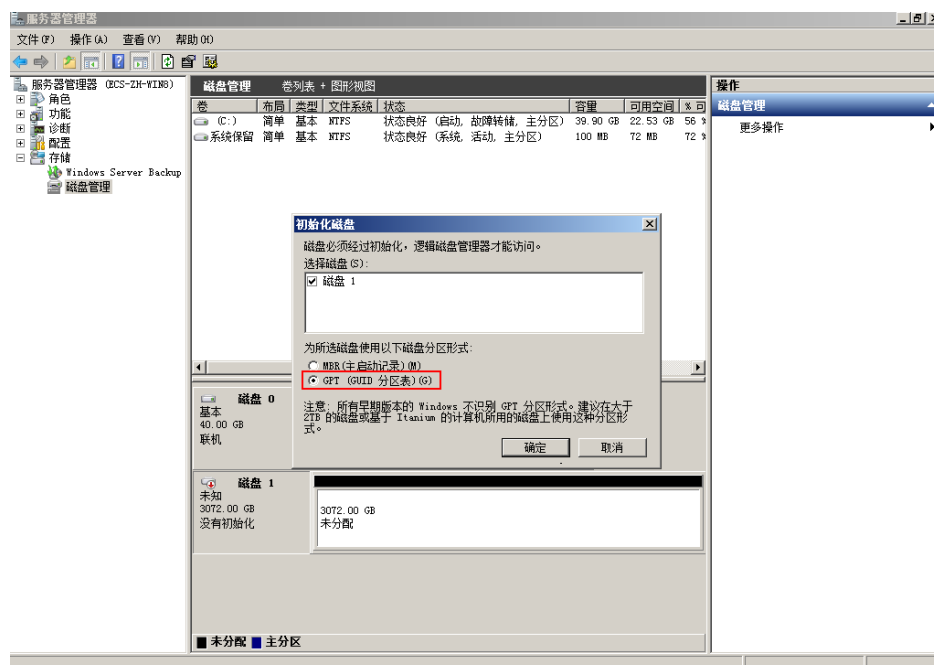 服务器管理器
文件(F) 操作(A) 查看(V) 帮助(H)
服务器管理器 (ECS-ZH-WIN8)
角色
功能
诊断
配置
存储
Windows Server Backup
磁盘管理
磁盘管理 卷列表 + 图形视图
卷 布局 类型 文件系统 状态 容量 可用空间 % 可
(C:) 简单 基本 NTFS 状态良好 (启动, 故障转储, 主分区) 39.90 GB 22.53 GB 56 %
系统保留 简单 基本 NTFS 状态良好 (系统, 活动, 主分区) 100 MB 72 MB 72 %
操作
磁盘管理
更多操作
初始化磁盘
磁盘必须经过初始化，逻辑磁盘管理器才能访问。
选择磁盘(S):
磁盘 1
为所选磁盘使用以下磁盘分区形式:
MBR(主启动记录)(M)
GPT (GUID 分区表)(G)
注意: 所有早期版本的 Windows 不识别 GPT 分区形式。建议在大于
2TB 的磁盘或基于 Itanium 的计算机所用的磁盘上使用这种分区形
式。
确定 取消
磁盘 0
基本
40.00 GB
联机
磁盘 1
未知
3072.00 GB
没有初始化
3072.00 GB
未分配
未分配 主分区